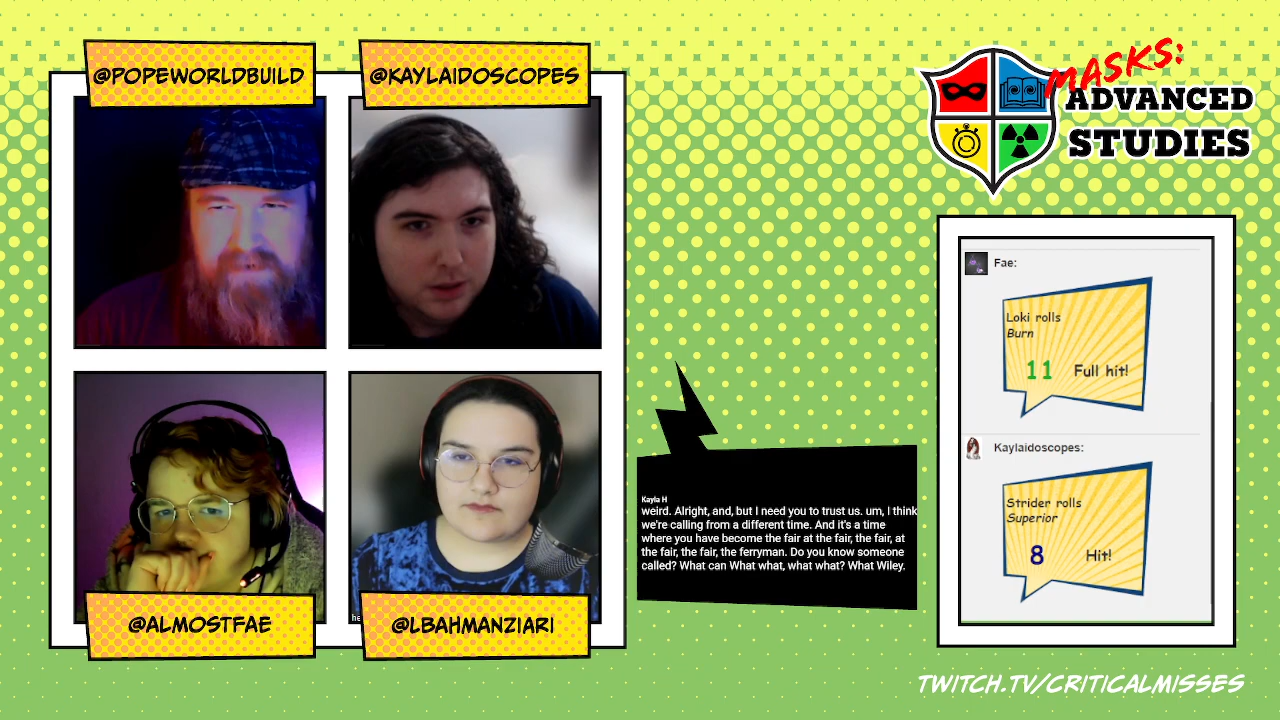 @POPEWORLDBUILD
@KAYLAIDOSCOPES
@ALMOSTFAE
@LBAHMANZIARI
Kayla H
weird. Alright, and, but I need you to trust us. um, I think
we're calling from a different time. And it's a time
where you have become the fair at the fair, the fair, at
the fair, the fair, the ferryman. Do you know someone
called? What can What what, what what? What Wiley.
MASKS:
ADVANCED
STUDIES
Fae:
Loki rolls
Burn
11 Full hit!
Kaylaidoscopes:
Strider rolls
Superior
8 Hit!
TWITCH.TV/CRITICALMISSES